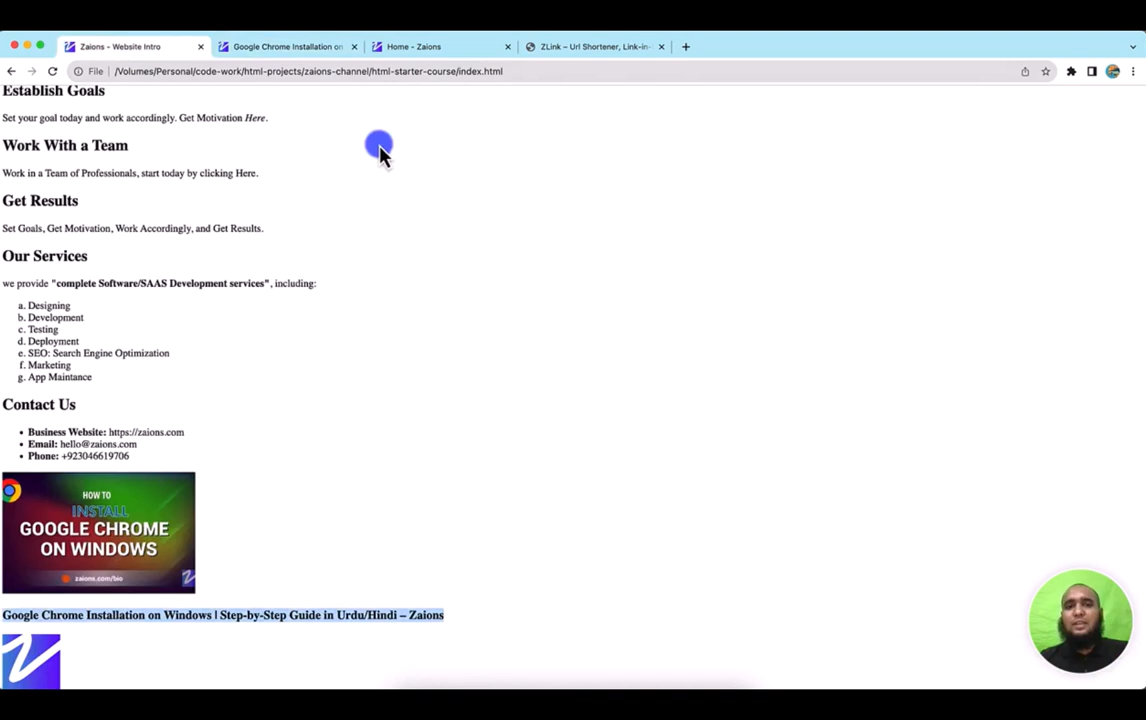 Zaions - Website Intro
Google Chrome Installation on
Home - Zaions
ZLink – Url Shortener, Link-in-
File
/Volumes/Personal/code-work/html-projects/zaions-channel/html-starter-course/index.html
Establish Goals
Set your goal today and work accordingly. Get Motivation Here.
Work With a Team
Work in a Team of Professionals, start today by clicking Here.
Get Results
Set Goals, Get Motivation, Work Accordingly, and Get Results.
Our Services
we provide "complete Software/SAAS Development services", including:
a. Designing
b. Development
c. Testing
d. Deployment
e. SEO: Search Engine Optimization
f. Marketing
g. App Maintance
Contact Us
• Business Website: https://zaions.com
• Email: hello@zaions.com
• Phone: +923046619706
HOW TO
INSTALL
GOOGLE CHROME
ON WINDOWS
zaions.com/bio
Google Chrome Installation on Windows | Step-by-Step Guide in Urdu/Hindi – Zaions